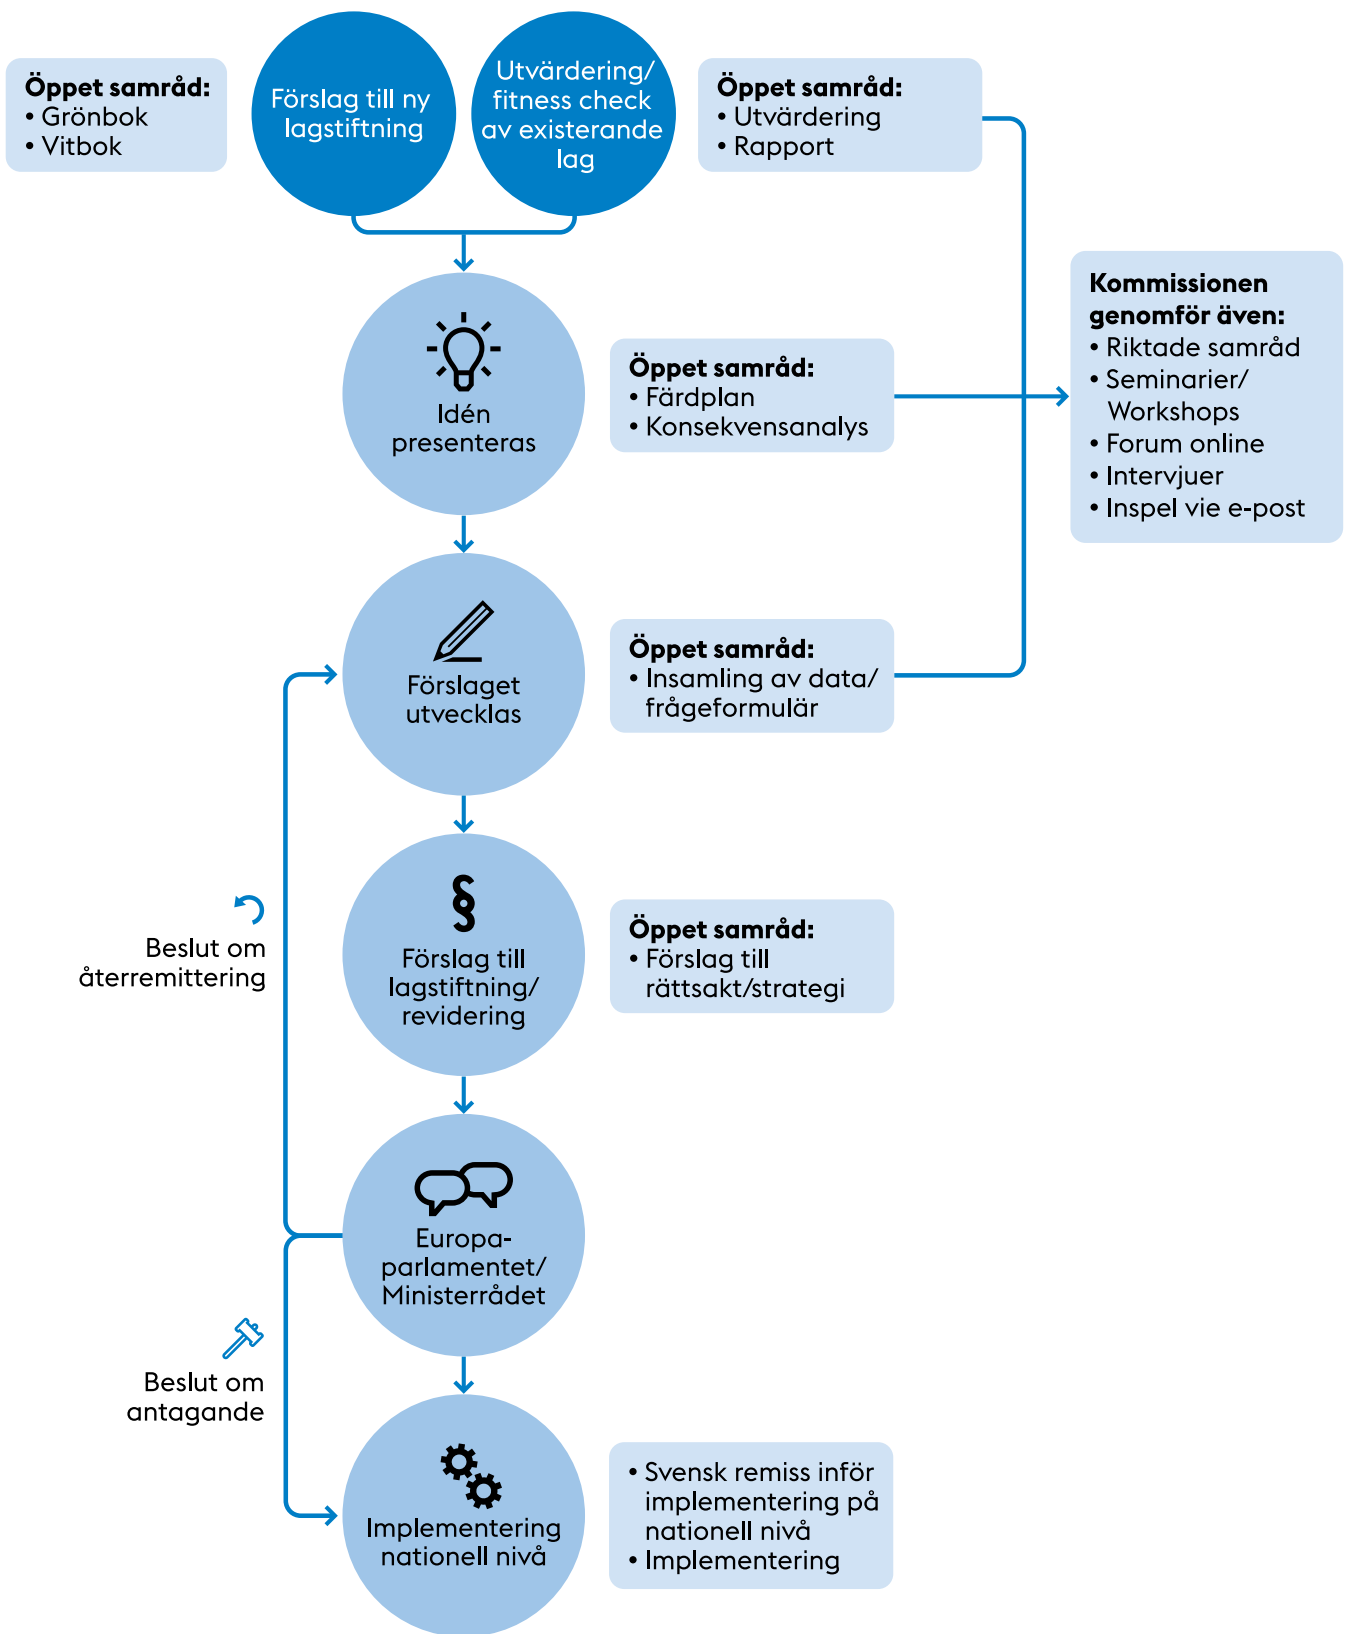 Öppet samråd:
• Grönbok
• Vitbok
Förslag till ny
lagstiftning
Utvärdering/
fitness check
av existerande
lag
Öppet samråd:
• Utvärdering
• Rapport
Idén
presenteras
Öppet samråd:
• Färdplan
• Konsekvensanalys
Kommissionen
genomför även:
• Riktade samråd
• Seminarier/
Workshops
• Forum online
• Intervjuer
• Inspel vie e-post
Förslaget
utvecklas
Öppet samråd:
• Insamling av data/
frågeformulär
Beslut om
återremittering
§
Förslag till
lagstiftning/
revidering
Öppet samråd:
• Förslag till
rättsakt/strategi
Europa-
parlamentet/
Ministerrådet
Beslut om
antagande
Implementering
nationell nivå
• Svensk remiss inför
implementering på
nationell nivå
• Implementering